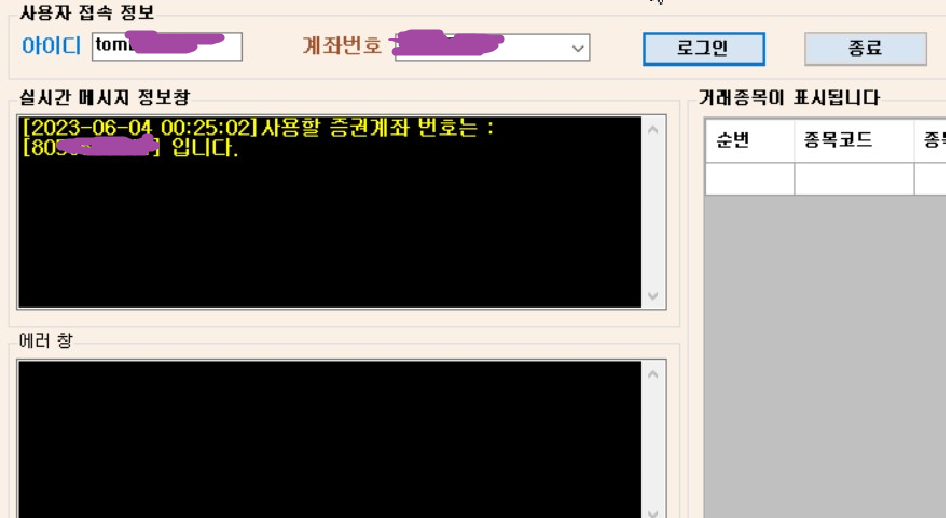 사용자 접속 정보
아이디 계좌번호 로그인 종료
실시간 메시지 정보창
[2023-06-04 00:25:02]사용할 증권계좌 번호는 :
입니다.
거래종목이 표시됩니다
순번 종목코드
에러 창